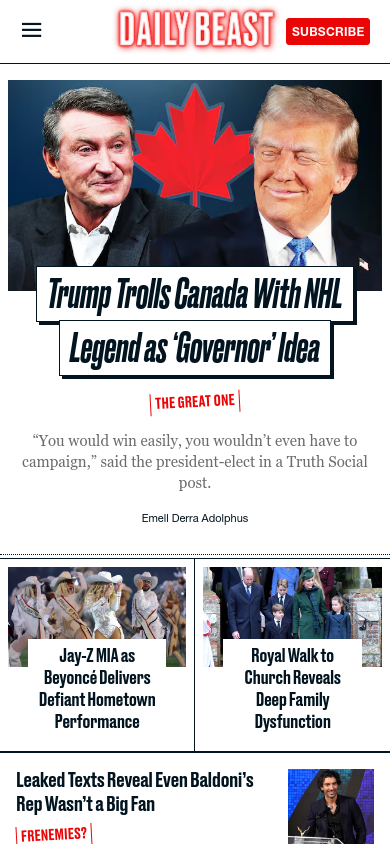 DAILY BEAST
SUBSCRIBE
Trump Trolls Canada With NHL
Legend as ‘Governor’ Idea
THE GREAT ONE
“You would win easily, you wouldn’t even have to
campaign,” said the president-elect in a Truth Social
post.
Emell Derra Adolphus
Jay-Z MIA as
Beyoncé Delivers
Defiant Hometown
Performance
Royal Walk to
Church Reveals
Deep Family
Dysfunction
Leaked Texts Reveal Even Baldoni’s
Rep Wasn’t a Big Fan
FRENEMIES?